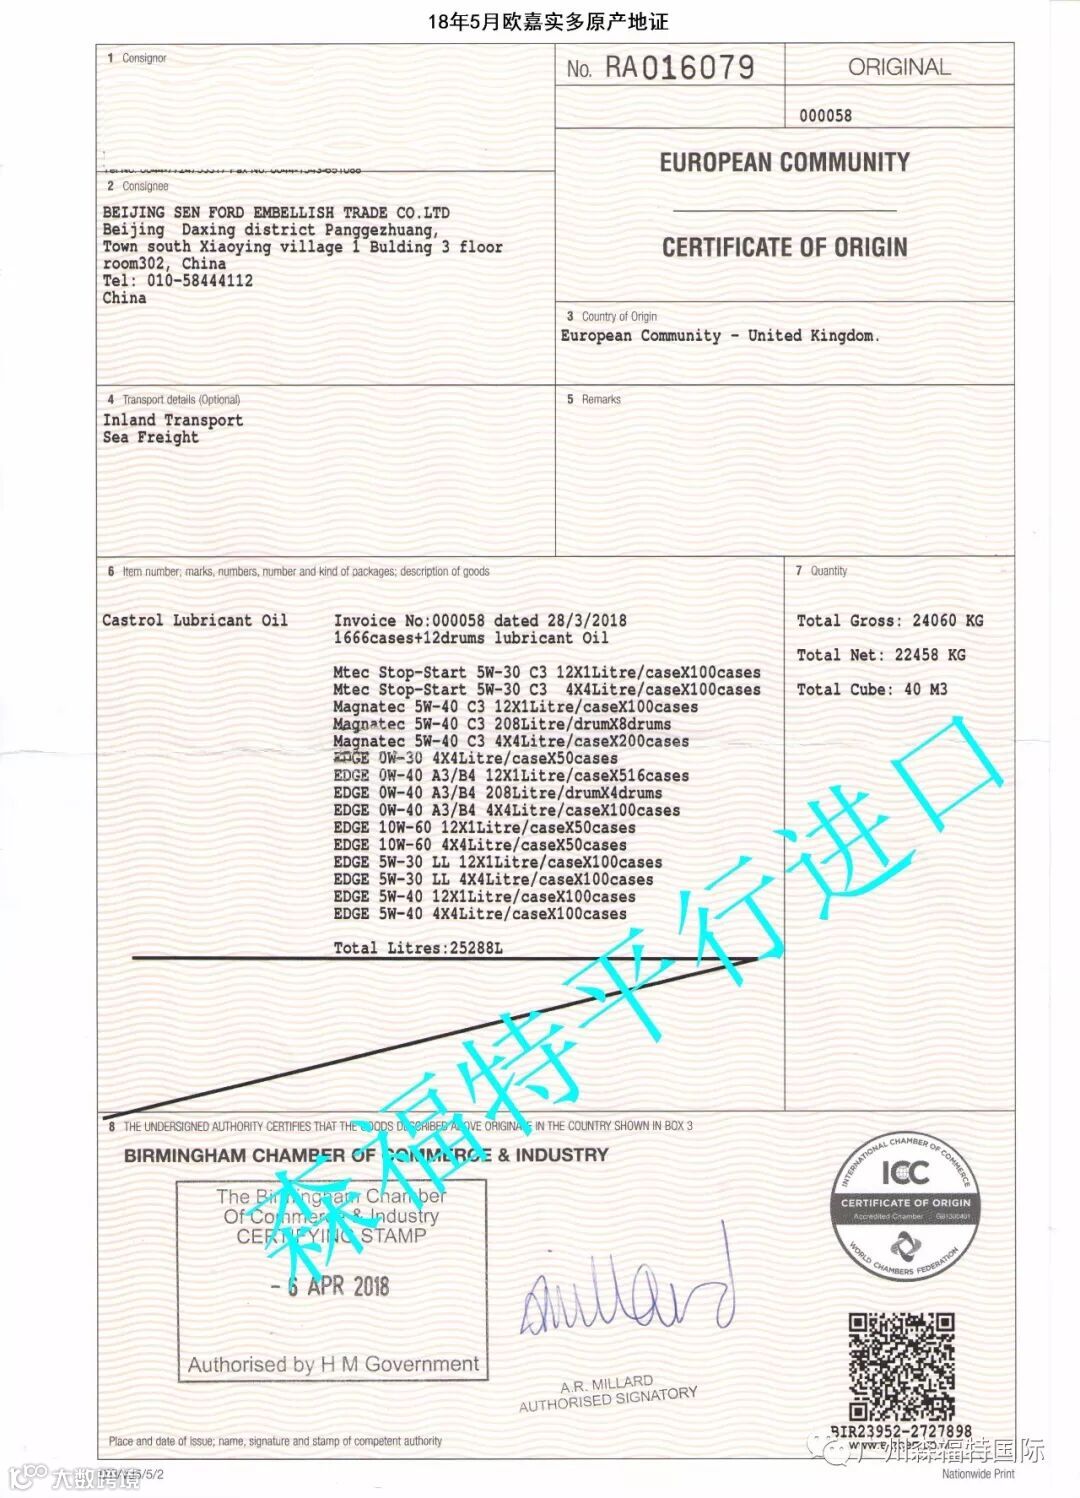 18年5月欧嘉实多原产地证
1 Consignor
No. RA016079
ORIGINAL
000058
EUROPEAN COMMUNITY
CERTIFICATE OF ORIGIN
2 Consignee
BEIJING SEN FORD EMBELLISH TRADE CO.LTD
Beijing Daxing district Panggezhuang,
Town south Xiaoying village 1 Bulding 3 floor
room302, China
Tel: 010-58444112
China
3 Country of Origin
European Community - United Kingdom.
4 Transport details (Optional)
Inland Transport
Sea Freight
5 Remarks
6 Item number; marks, numbers, number and kind of packages; description of goods
7 Quantity
Castrol Lubricant Oil
Invoice No:000058 dated 28/3/2018
1666cases+12drums lubricant Oil
Mtec Stop-Start 5W-30 C3 12X1Litre/caseX100cases
Mtec Stop-Start 5W-30 C3 4X4Litre/caseX100cases
Magnatec 5W-40 C3 12X1Litre/caseX100cases
Magnatec 5W-40 C3 208Litre/drumX8drums
Magnatec 5W-40 C3 4X4Litre/caseX200cases
EDGE 0W-30 4X4Litre/caseX50cases
EDGE 0W-40 A3/B4 12X1Litre/caseX516cases
EDGE 0W-40 A3/B4 208Litre/drumX4drums
EDGE 0W-40 A3/B4 4X4Litre/caseX100cases
EDGE 10W-60 12X1Litre/caseX50cases
EDGE 10W-60 4X4Litre/caseX50cases
EDGE 5W-30 LL 12X1Litre/caseX100cases
EDGE 5W-30 LL 4X4Litre/caseX100cases
EDGE 5W-40 12X1Litre/caseX100cases
EDGE 5W-40 4X4Litre/caseX100cases
Total Litres:25288L
Total Gross: 24060 KG
Total Net: 22458 KG
Total Cube: 40 M3
森福特平行进口
8 THE UNDERSIGNED AUTHORITY CERTIFIES THAT THE GOODS DESCRIBED ABOVE ORIGINATE IN THE COUNTRY SHOWN IN BOX 3
BIRMINGHAM CHAMBER OF COMMERCE & INDUSTRY
The Birmingham Chamber
Of Commerce & Industry
CERTIFYING STAMP
- 6 APR 2018
Authorised by H M Government
A.R. MILLARD
AUTHORISED SIGNATORY
INTERNATIONAL CHAMBER OF COMMERCE
ICC
CERTIFICATE OF ORIGIN
Accredited Chamber
WORLD CHAMBERS FEDERATION
BIR23952-2727898
广州森福特国际
Place and date of issue; name, signature and stamp of competent authority
大数跨境
Nationwide Print